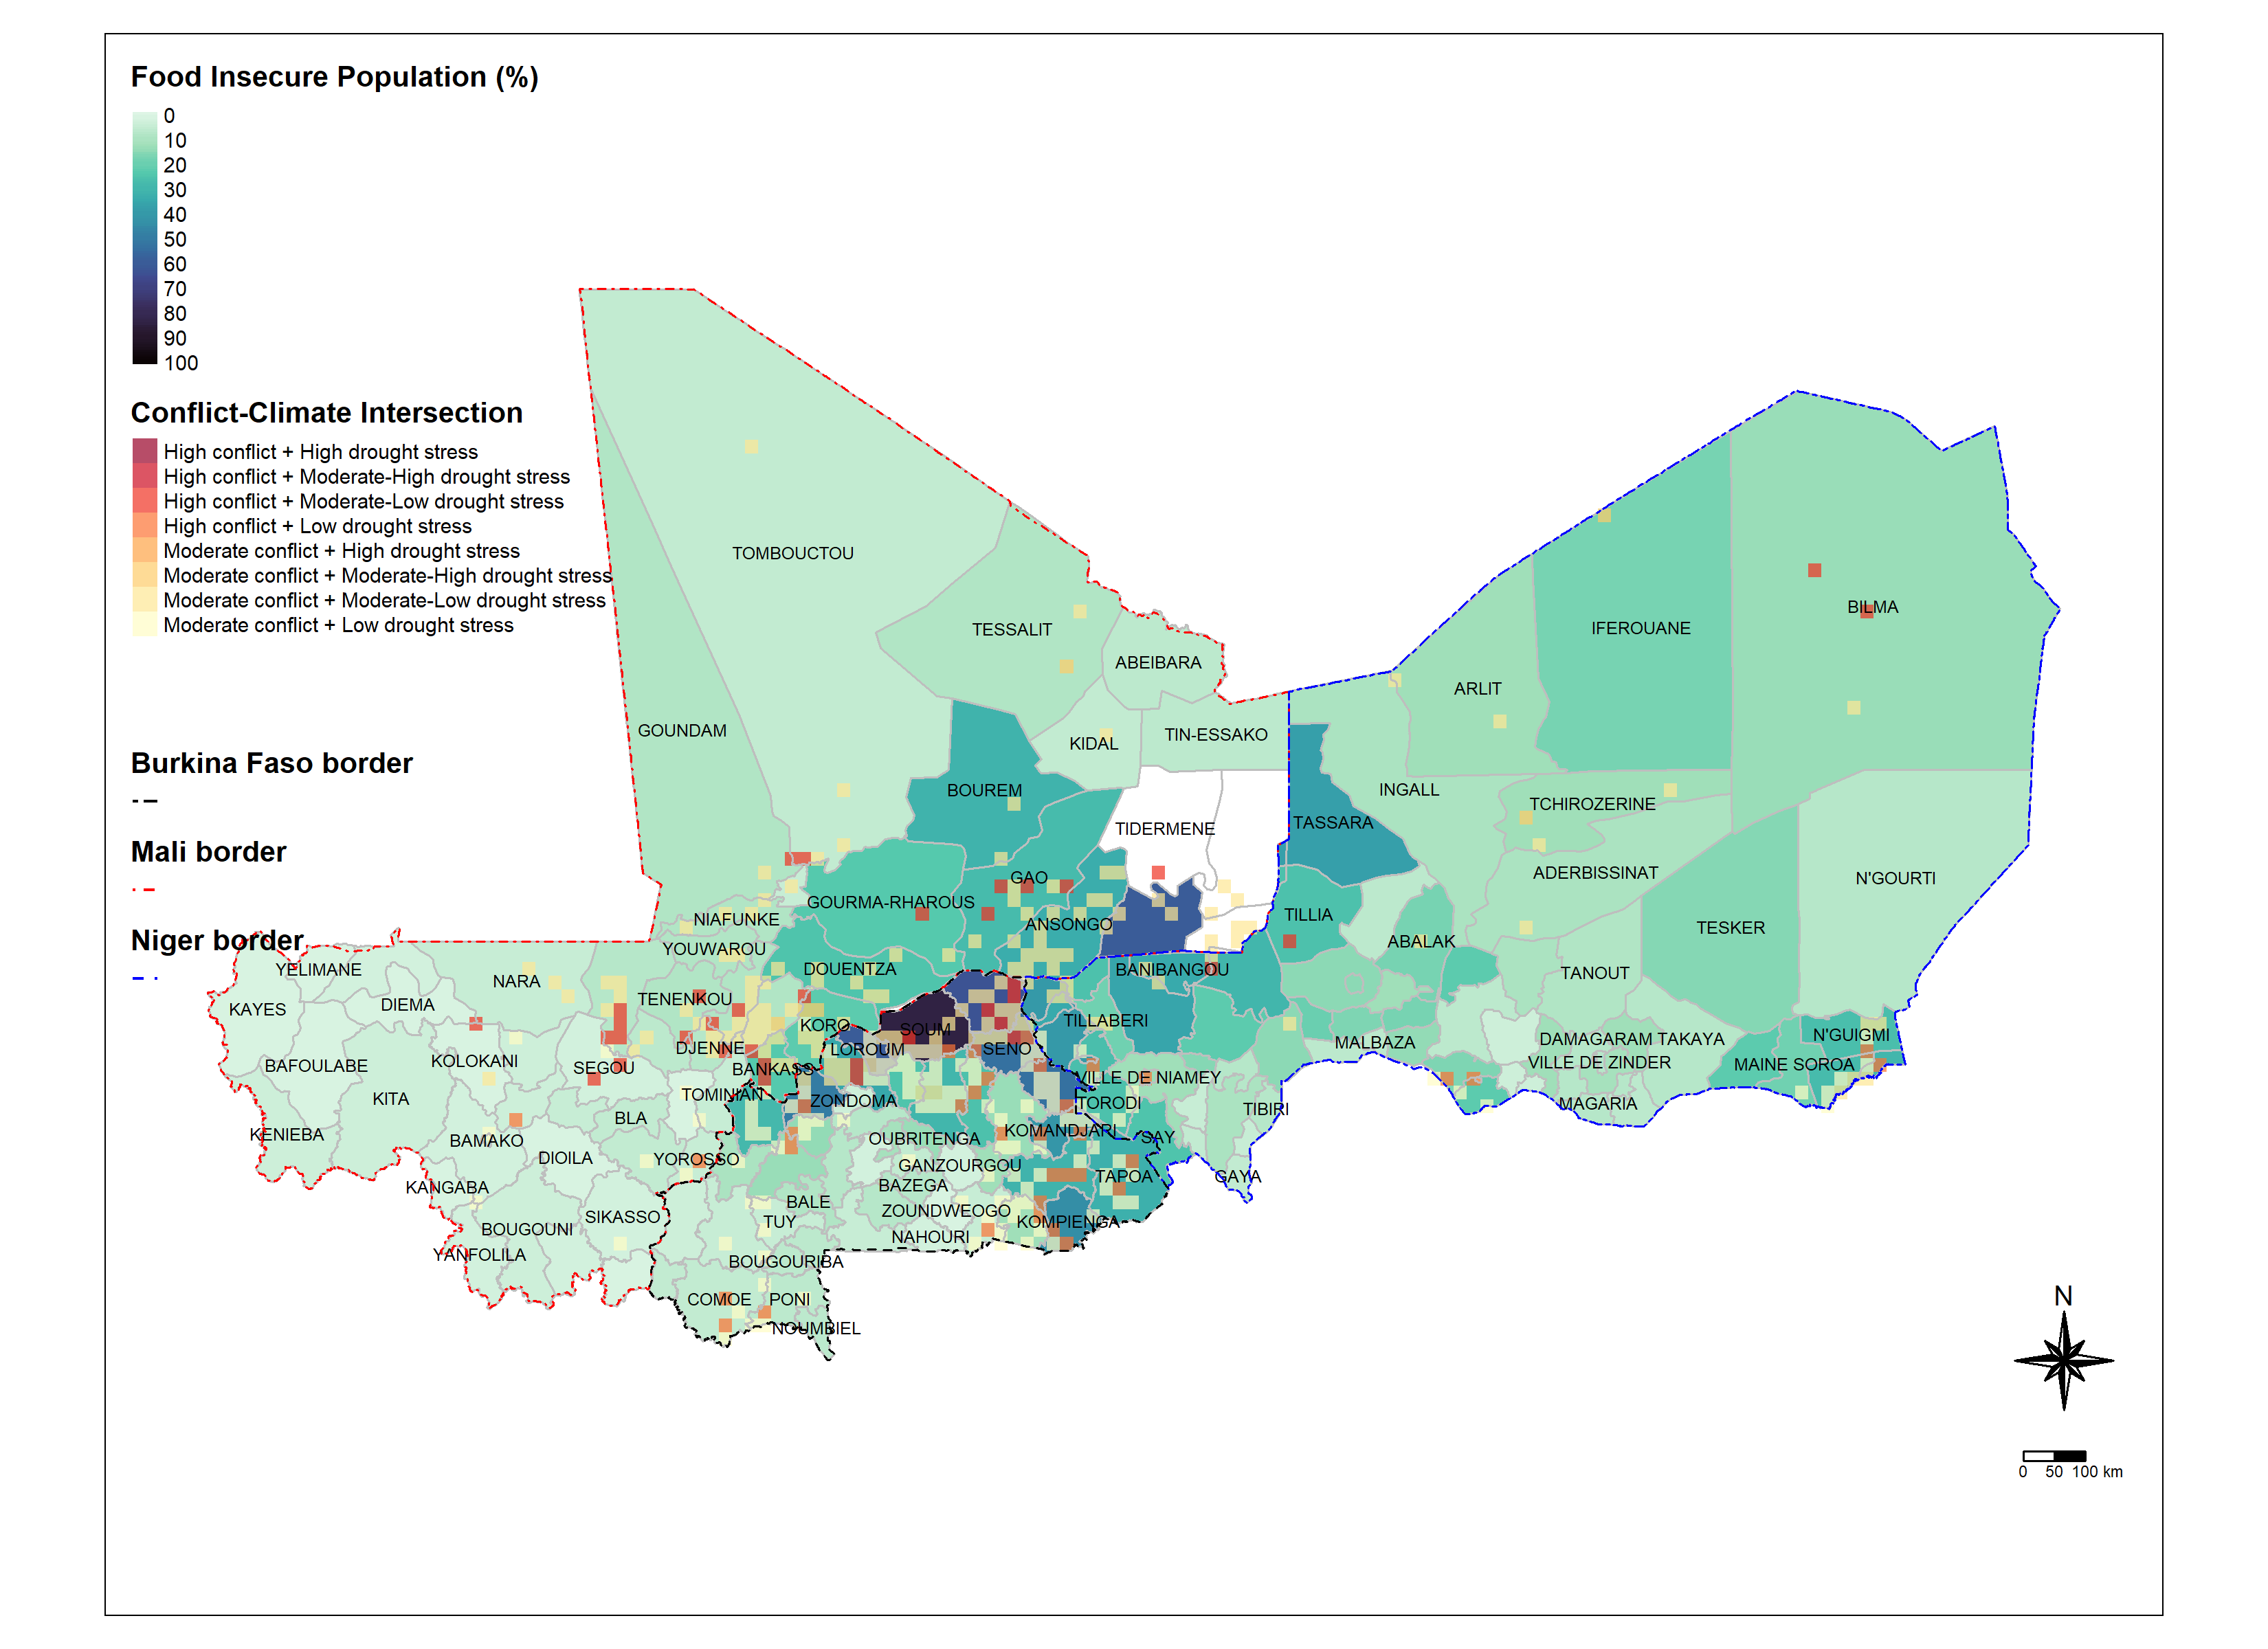 Food Insecure Population (%)
0
10
20
30
40
50
60
70
80
90
100
Conflict-Climate Intersection
High conflict + High drought stress
High conflict + Moderate-High drought stress
High conflict + Moderate-Low drought stress
High conflict + Low drought stress
Moderate conflict + High drought stress
Moderate conflict + Moderate-High drought stress
Moderate conflict + Moderate-Low drought stress
Moderate conflict + Low drought stress
Burkina Faso border
Mali border
Niger border
TOMBOUCTOU
TESSALIT
ABEIBARA
IFEROUANE
BILMA
ARLIT
GOUNDAM
KIDAL
TIN-ESSAKO
BOUREM
INGALL
TCHIROZERINE
TIDERMENE
TASSARA
GAO
ADERBISSINAT
N'GOURTI
GOURMA-RHAROUS
NIAFUNKE
ANSONGO
TILLIA
TESKER
YOUWAROU
ABALAK
YELIMANE
NARA
DOUENTZA
BANIBANGOU
TANOUT
KAYES
DIEMA
TENENKOU
KORO
SOUM
TILLABERI
N'GUIGMI
DJENNE
LOROUM
SENO
MALBAZA
DAMAGARAM TAKAYA
BAFOULABE
KOLOKANI
SEGOU
BANKASS
VILLE DE ZINDER
MAINE SOROA
VILLE DE NIAMEY
KITA
TOMINIAN
ZONDOMA
TORODI
TIBIRI
MAGARIA
BLA
KENIEBA
BAMAKO
OUBRITENGA
KOMANDJARI
SAY
DIOILA
YOROSSO
GANZOURGOU
TAPOA
GAYA
KANGABA
BAZEGA
BALE
ZOUNDWEOGO
SIKASSO
TUY
KOMPIENGA
BOUGOUNI
NAHOURI
YANFOLILA
BOUGOURIBA
COMOE
PONI
NOUMBIEL
N
0 50 100 km